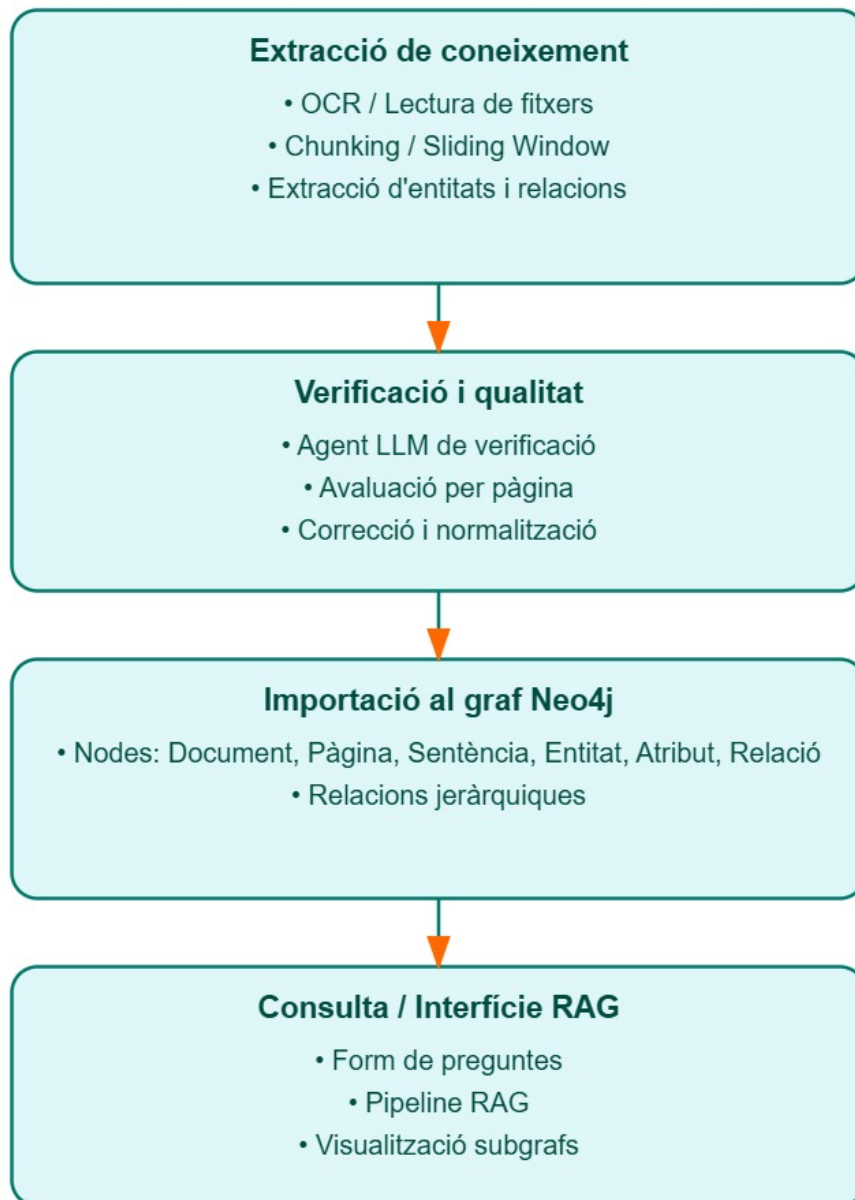 Extracció de coneixement
• OCR / Lectura de fitxers
• Chunking / Sliding Window
• Extracció d'entitats i relacions
Verificació i qualitat
• Agent LLM de verificació
• Avaluació per pàgina
• Correcció i normalització
Importació al graf Neo4j
• Nodes: Document, Pàgina, Sentència, Entitat, Atribut, Relació
• Relacions jeràrquiques
Consulta / Interfície RAG
• Form de preguntes
• Pipeline RAG
• Visualització subgrafs